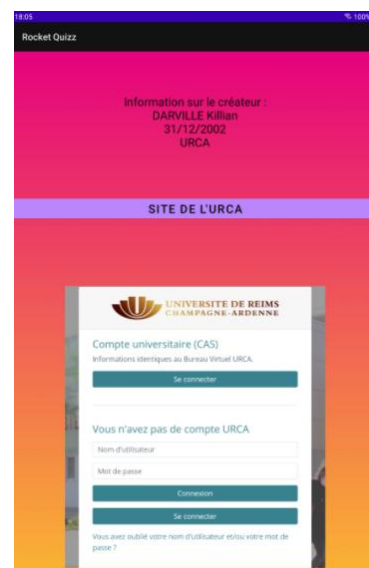 18:05
100%
Rocket Quizz
Information sur le créateur :
DARVILLE Killian
31/12/2002
URCA
SITE DE L'URCA
UNIVERSITE DE REIMS
CHAMPAGNE-ARDENNE
Compte universitaire (CAS)
Informations identiques au Bureau Virtuel URCA.
Se connecter
Vous n'avez pas de compte URCA
Nom d'utilisateur
Mot de passe
Connexion
Se connecter
Vous avez oublié votre nom d'utilisateur et/ou votre mot de
passe ?